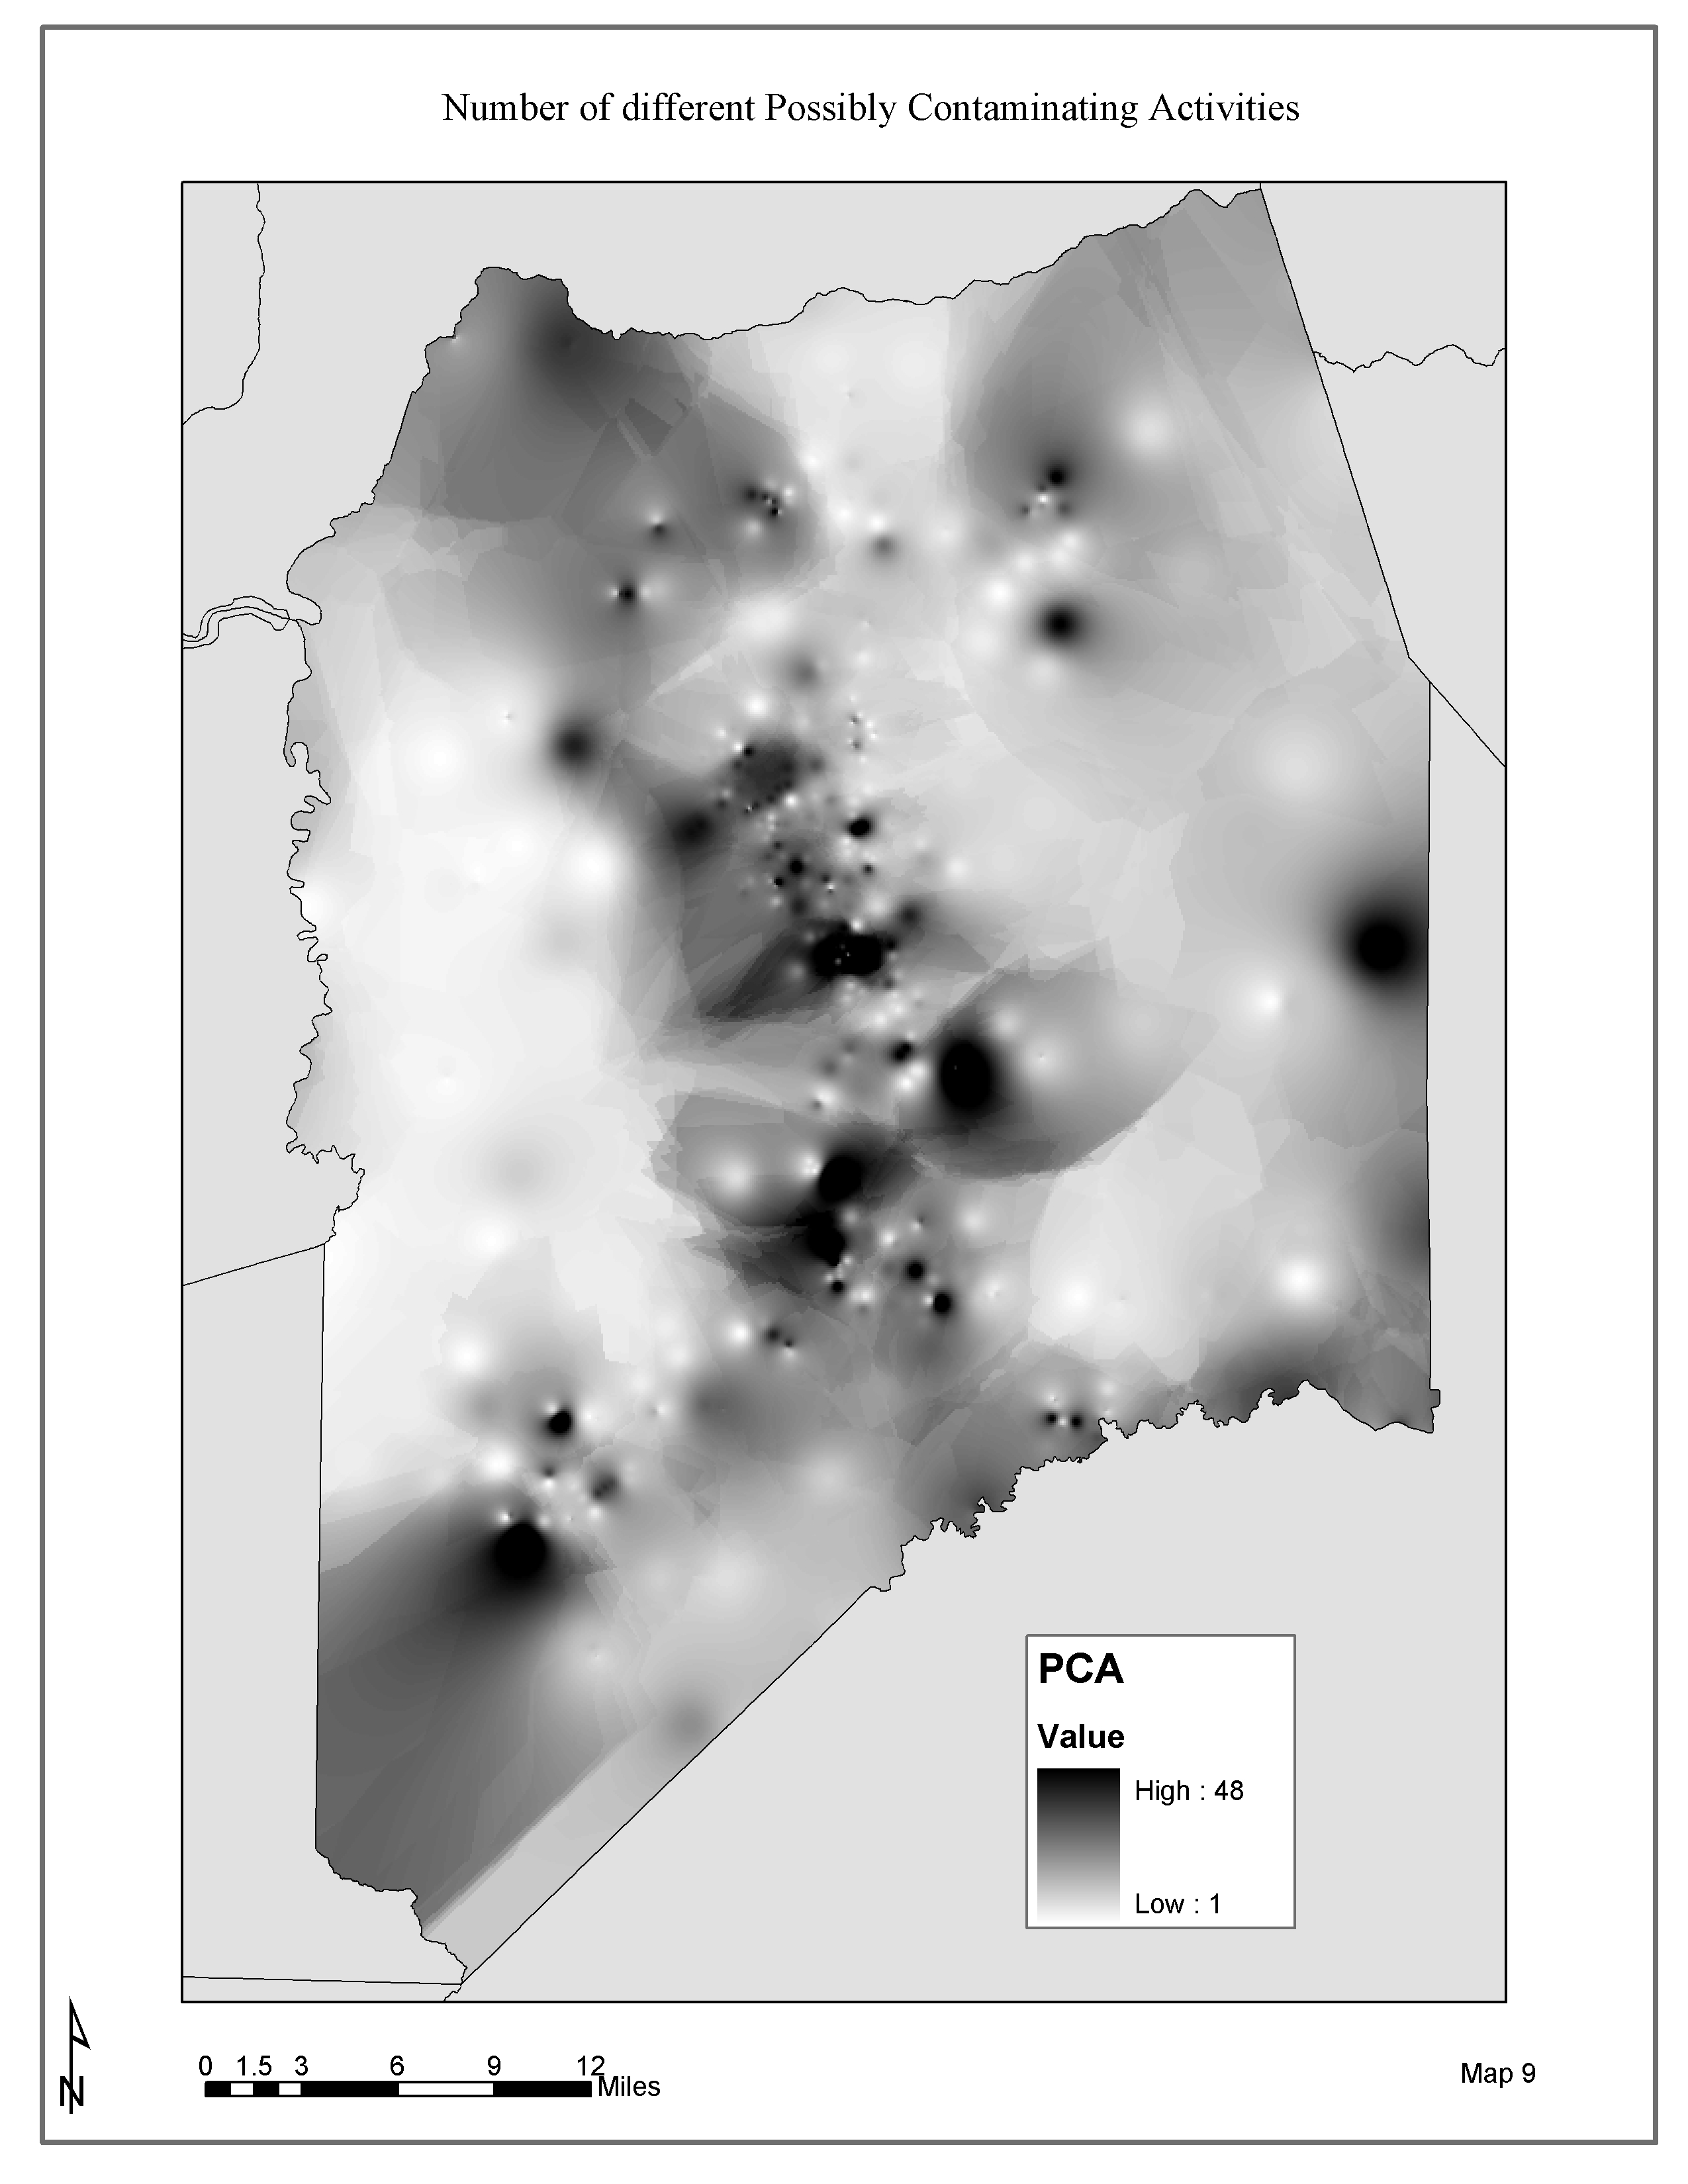 Number of different Possibly Contaminating Activities
PCA
Value
High : 48
Low : 1
0 1.5 3 6 9 12
Miles
N
Map 9